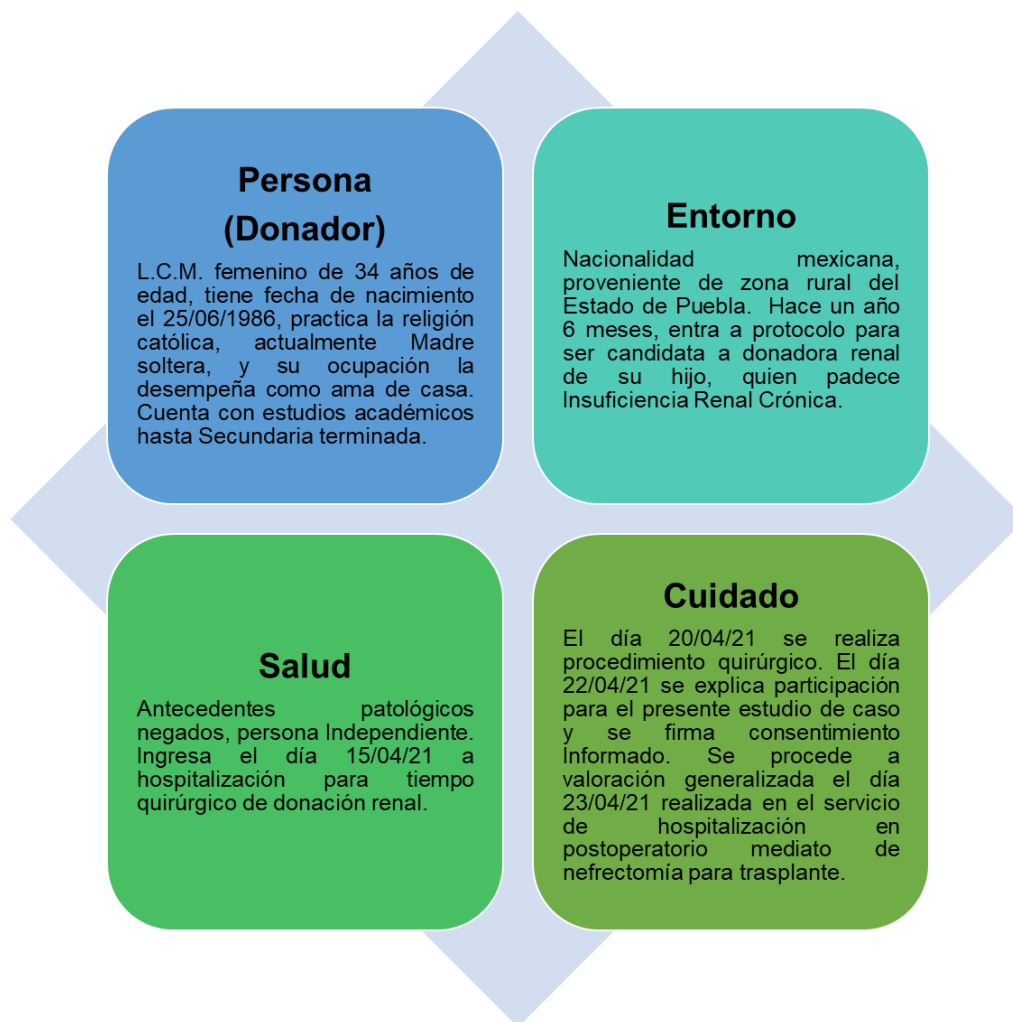 Persona
(Donador)
L.C.M. femenino de 34 años de
edad, tiene fecha de nacimiento
el 25/06/1986, practica la religión
católica, actualmente Madre
soltera, y su ocupación la
desempeña como ama de casa.
Cuenta con estudios académicos
hasta Secundaria terminada.
Entorno
Nacionalidad mexicana,
proveniente de zona rural del
Estado de Puebla. Hace un año
6 meses, entra a protocolo para
ser candidata a donadora renal
de su hijo, quien padece
Insuficiencia Renal Crónica.
Salud
Antecedentes patológicos
negados, persona Independiente.
Ingresa el día 15/04/21 a
hospitalización para tiempo
quirúrgico de donación renal.
Cuidado
El día 20/04/21 se realiza
procedimiento quirúrgico. El día
22/04/21 se explica participación
para el presente estudio de caso
y se firma consentimiento
Informado. Se procede a
valoración generalizada el día
23/04/21 realizada en el servicio
de hospitalización en
postoperatorio mediato de
nefrectomía para trasplante.